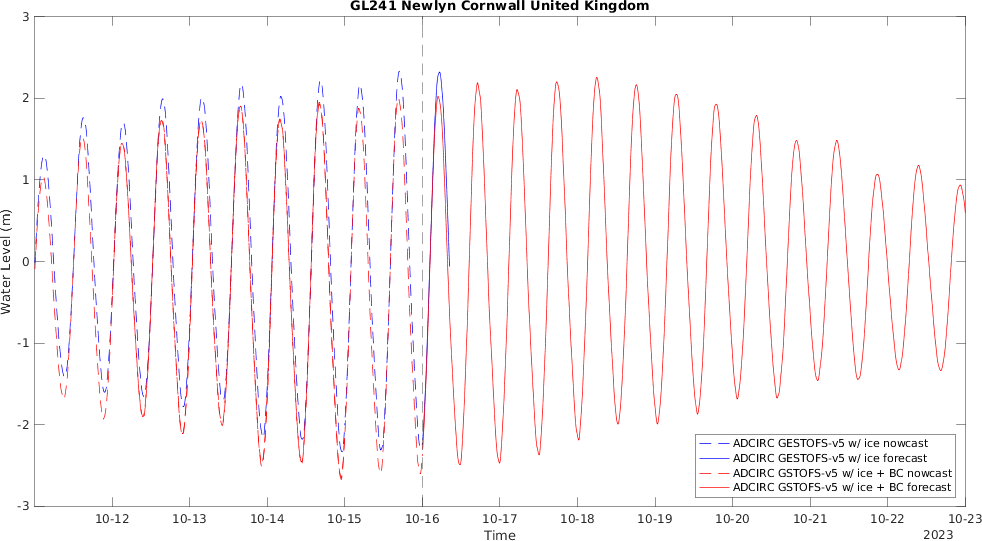 GL241 Newlyn Cornwall United Kingdom
3
2
1
0
-1
-2
-3
Water Level (m)
ADCIRC GESTOFS-v5 w/ ice nowcast
ADCIRC GESTOFS-v5 w/ ice forecast
ADCIRC GSTOFS-v5 w/ ice + BC nowcast
ADCIRC GSTOFS-v5 w/ ice + BC forecast
10-12 10-13 10-14 10-15 10-16 10-17 10-18 10-19 10-20 10-21 10-22 10-23
Time
2023